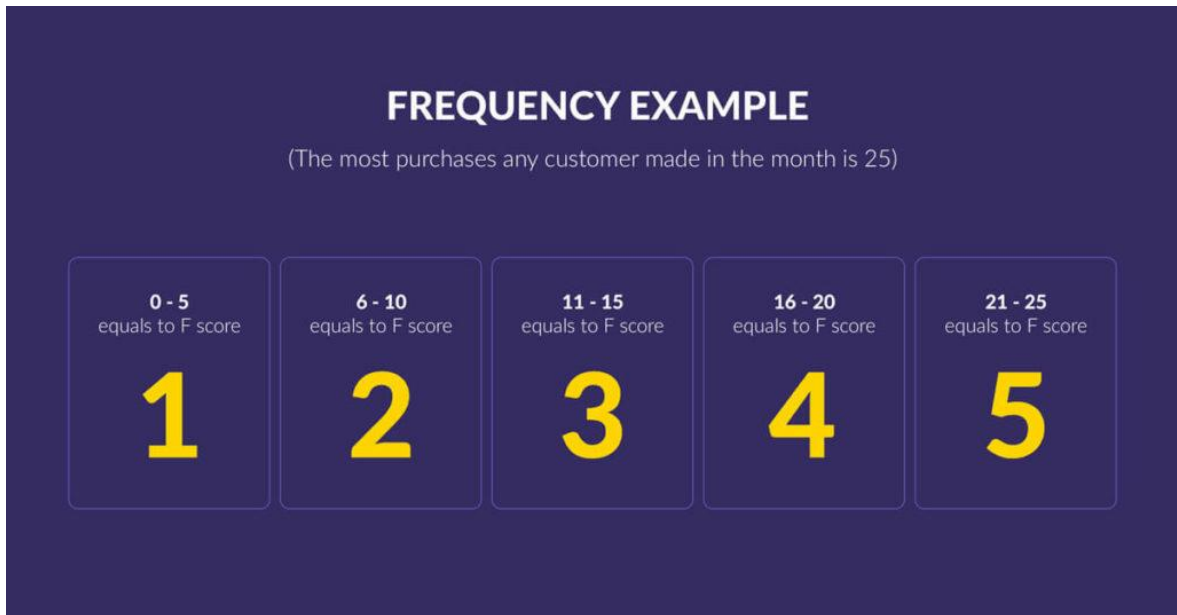 FREQUENCY EXAMPLE
(The most purchases any customer made in the month is 25)
0 - 5
equals to F score
1
6 - 10
equals to F score
2
11 - 15
equals to F score
3
16 - 20
equals to F score
4
21 - 25
equals to F score
5